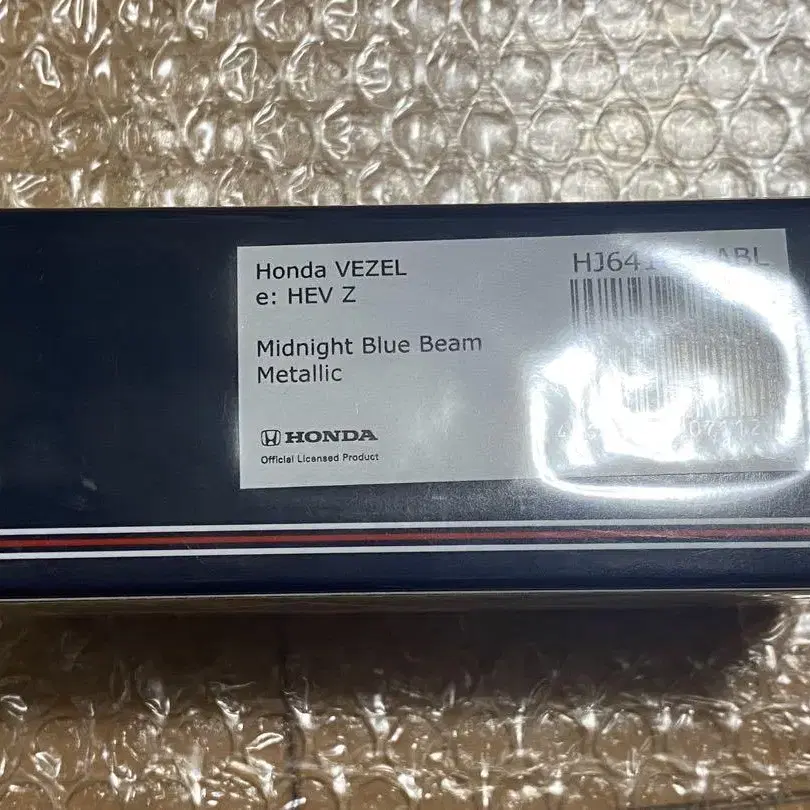 Honda VEZEL
e: HEV Z
Midnight Blue Beam
Metallic
HONDA
Official Licensed Product